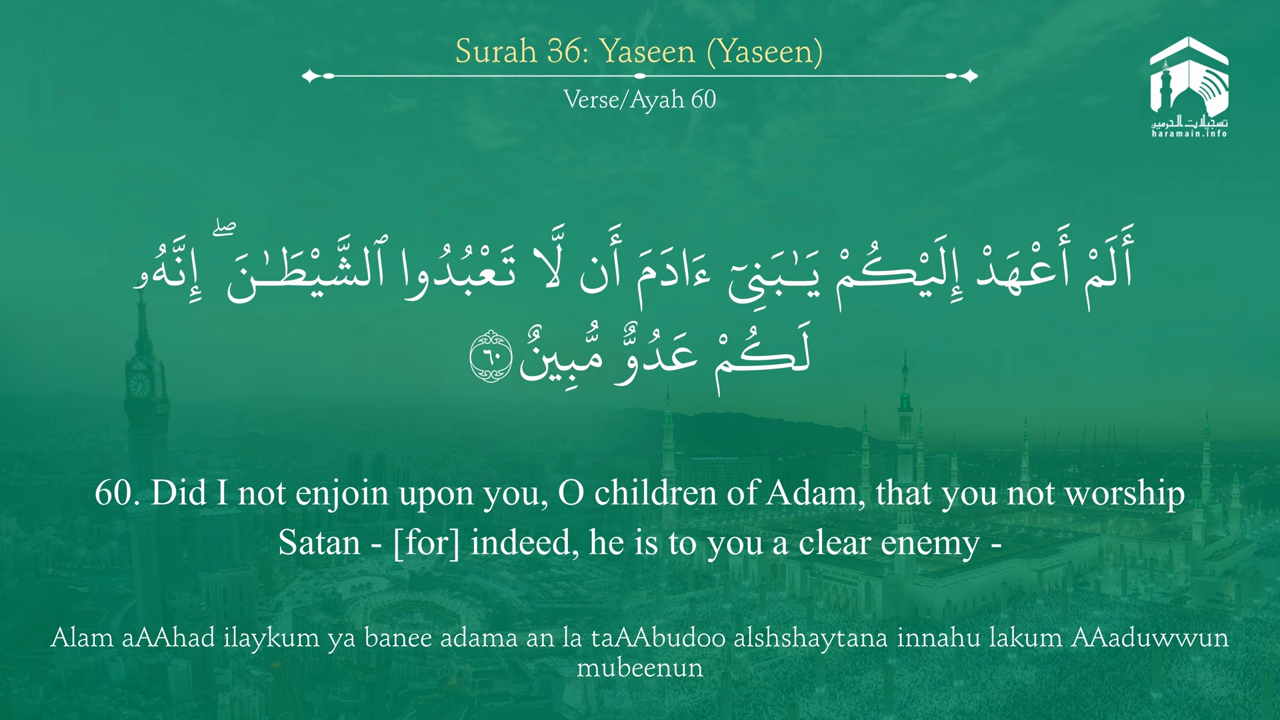 Surah 36: Yaseen (Yaseen)
Verse/Ayah 60
تسجيلات الحرمين
haramain.info
أَلَمْ أَعْهَدْ إِلَيْكُمْ يَـٰبَنِىٓ ءَادَمَ أَن لَّا تَعْبُدُوا ٱلشَّيْطَـٰنَ ۖ إِنَّهُۥ
لَكُمْ عَدُوٌّ مُّبِينٌ ٦٠
60. Did I not enjoin upon you, O children of Adam, that you not worship
Satan - [for] indeed, he is to you a clear enemy -
Alam aAAhad ilaykum ya banee adama an la taAAbudoo alshshaytana innahu lakum AAaduwwun
mubeenun